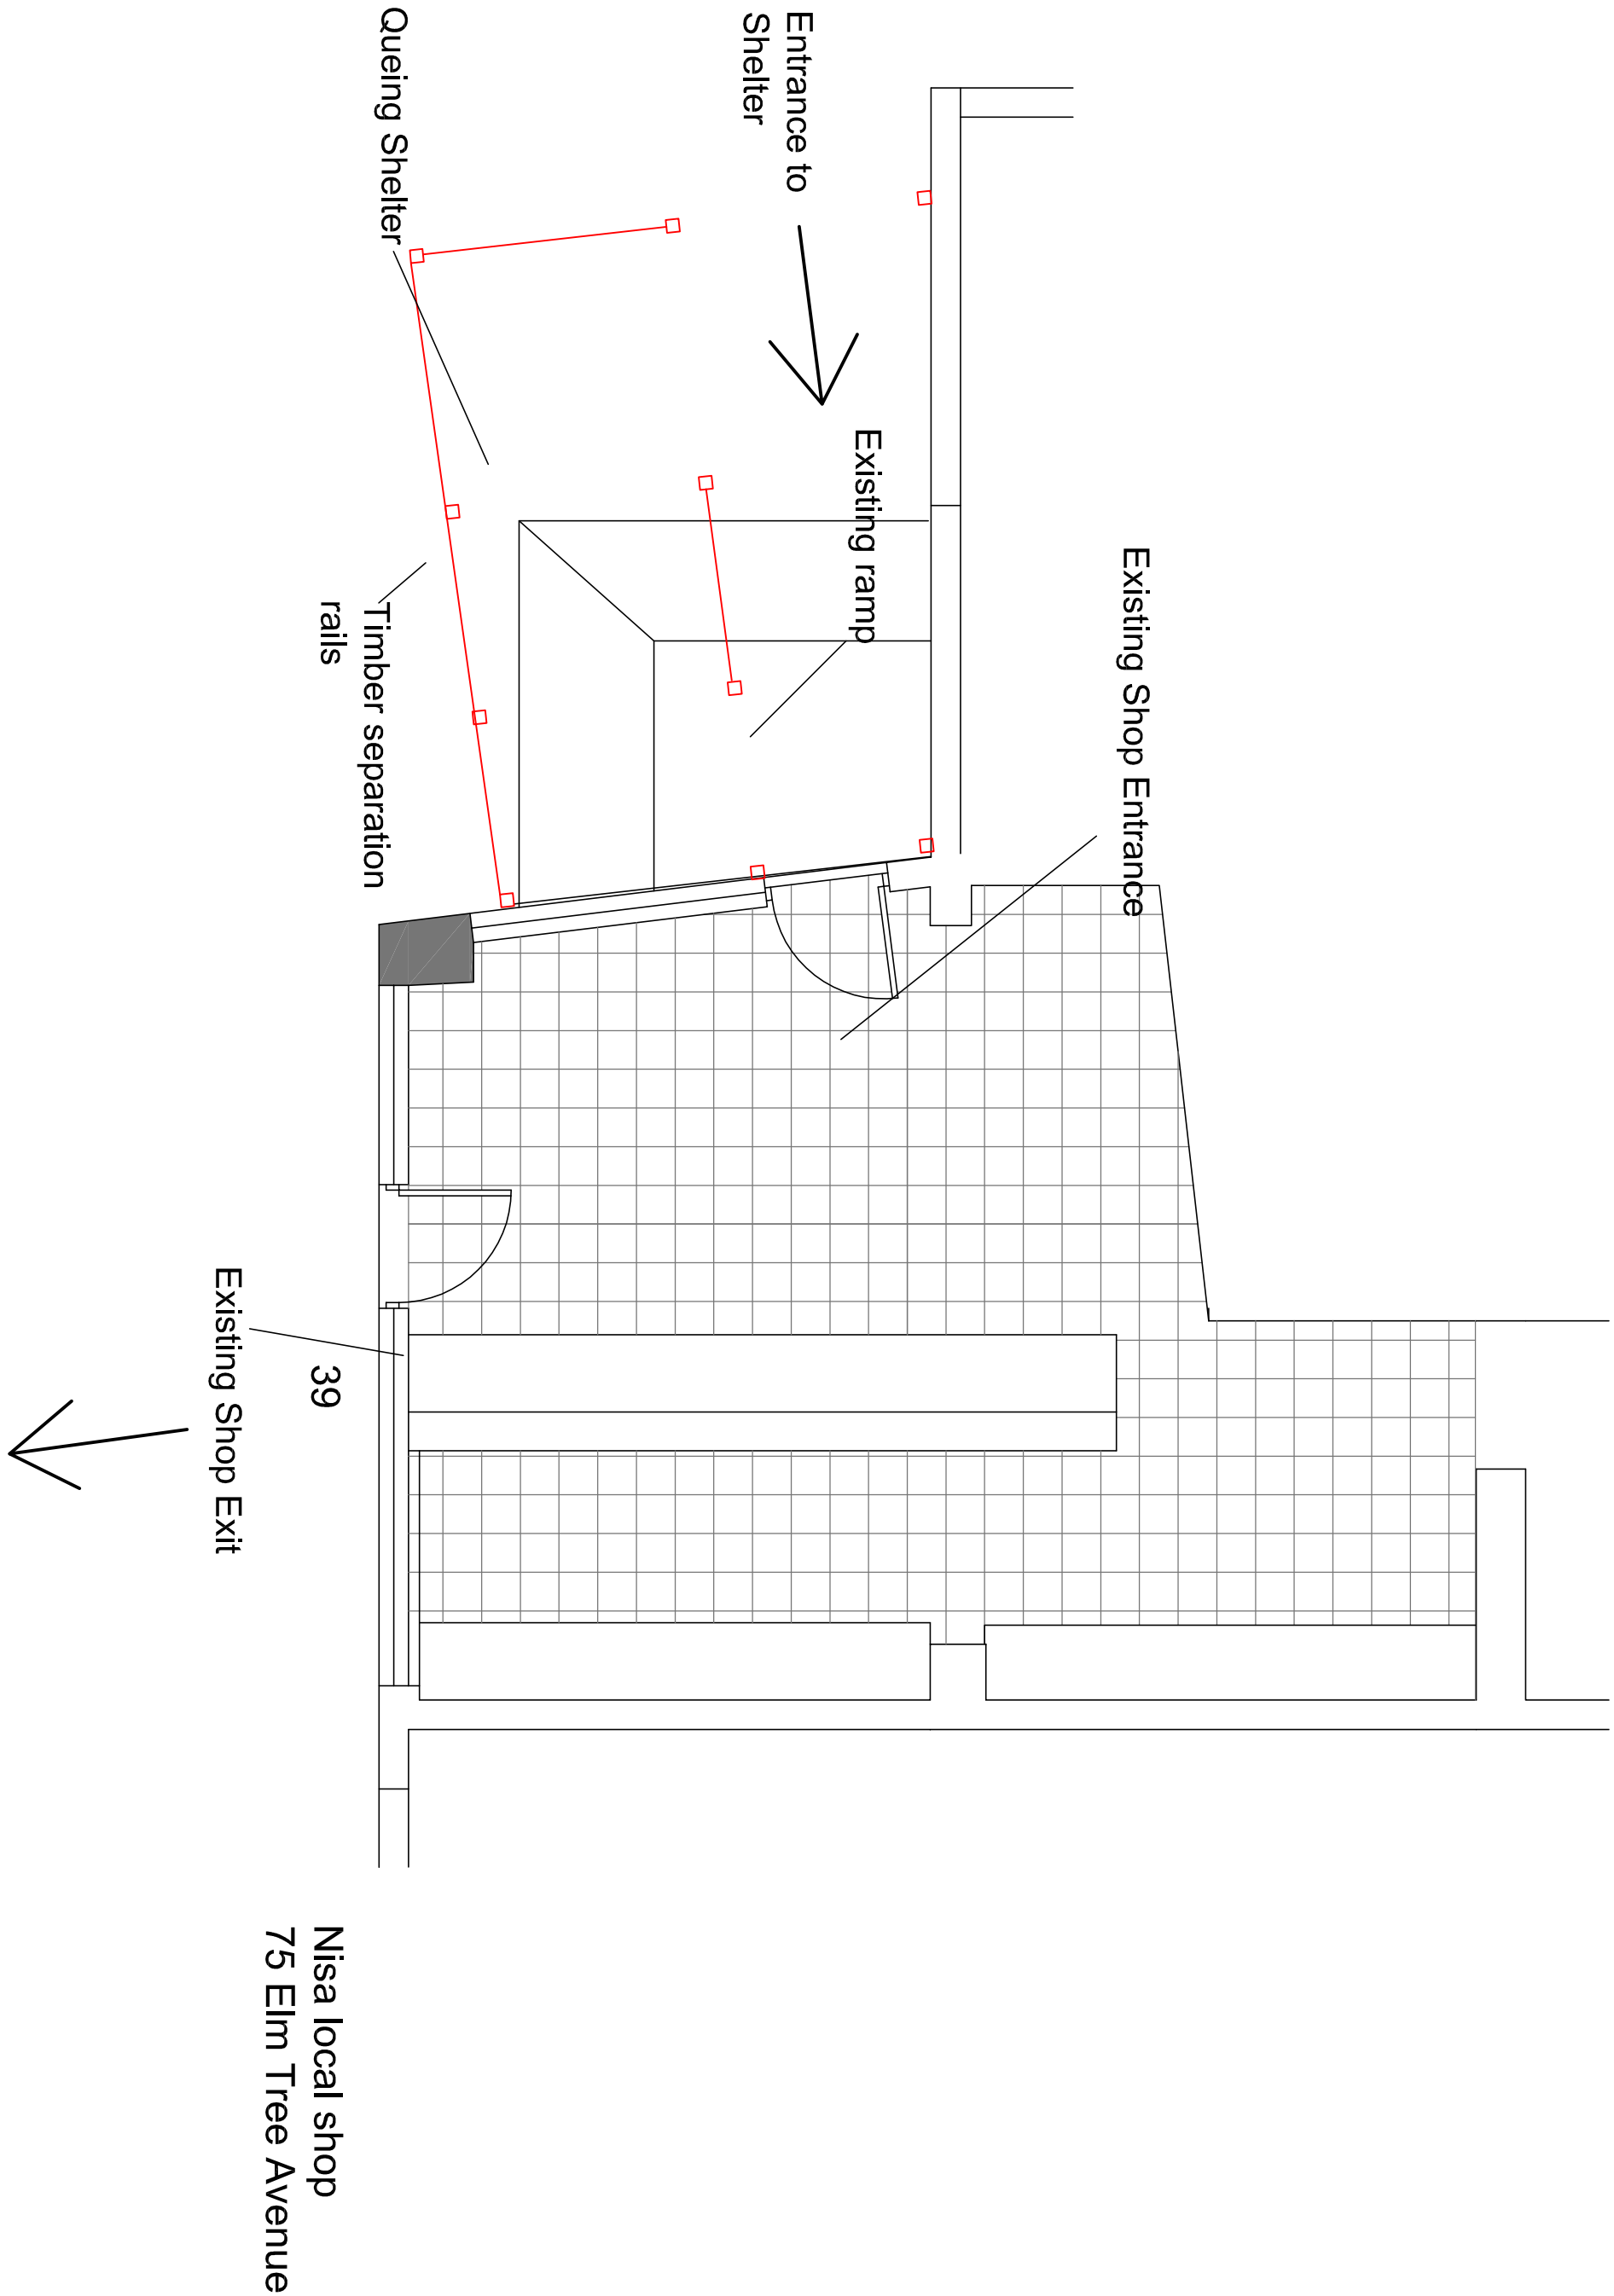 Existing Shop Entrance
Existing ramp
Entrance to
Shelter
Queing Shelter
Timber separation
rails
39
Existing Shop Exit
Nisa local shop
75 Elm Tree Avenue